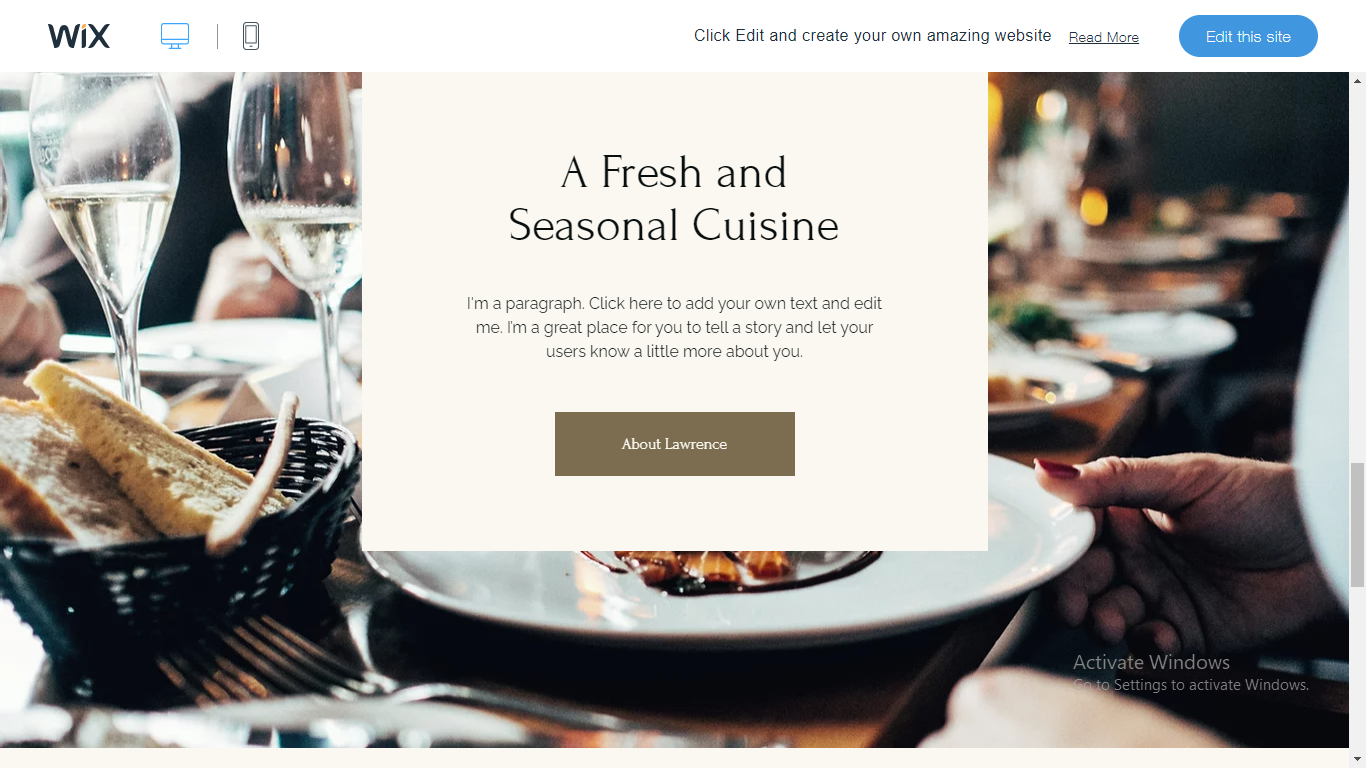 WiX
Click Edit and create your own amazing website
Read More
Edit this site
A Fresh and
Seasonal Cuisine
I'm a paragraph. Click here to add your own text and edit
me. I'm a great place for you to tell a story and let your
users know a little more about you.
About Lawrence
Activate Windows
Go to Settings to activate Windows.